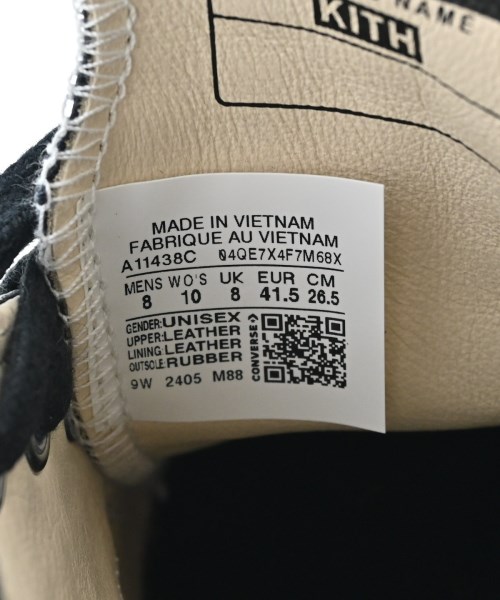 NAME
KITH
MADE IN VIETNAM
FABRIQUE AU VIETNAM
A11438C 04QE7X4F7M68X
MENS WO'S UK EUR CM
8 10 8 41.5 26.5
GENDER:UNISEX
UPPER:LEATHER
LINING LEATHER
OUTSOLE RUBBER
9W 2405 M88
CONVERSE